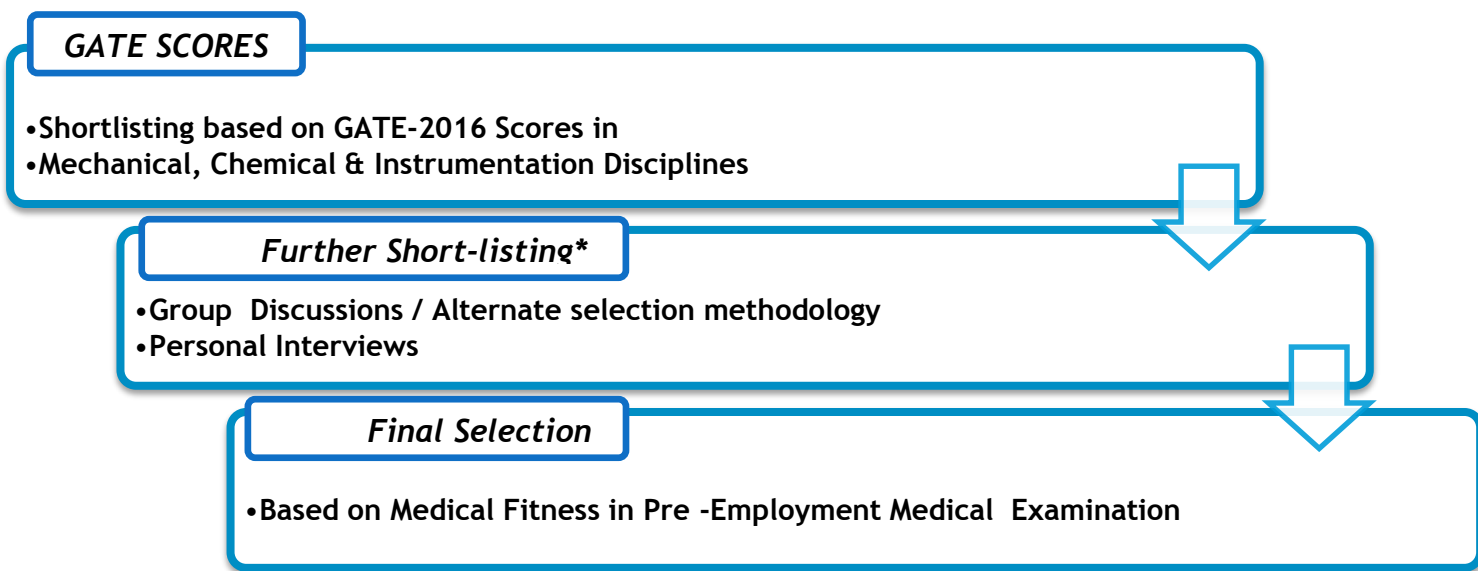 GATE SCORES
•Shortlisting based on GATE-2016 Scores in
•Mechanical, Chemical & Instrumentation Disciplines
Further Short-listing*
•Group Discussions / Alternate selection methodology
•Personal Interviews
Final Selection
•Based on Medical Fitness in Pre -Employment Medical Examination